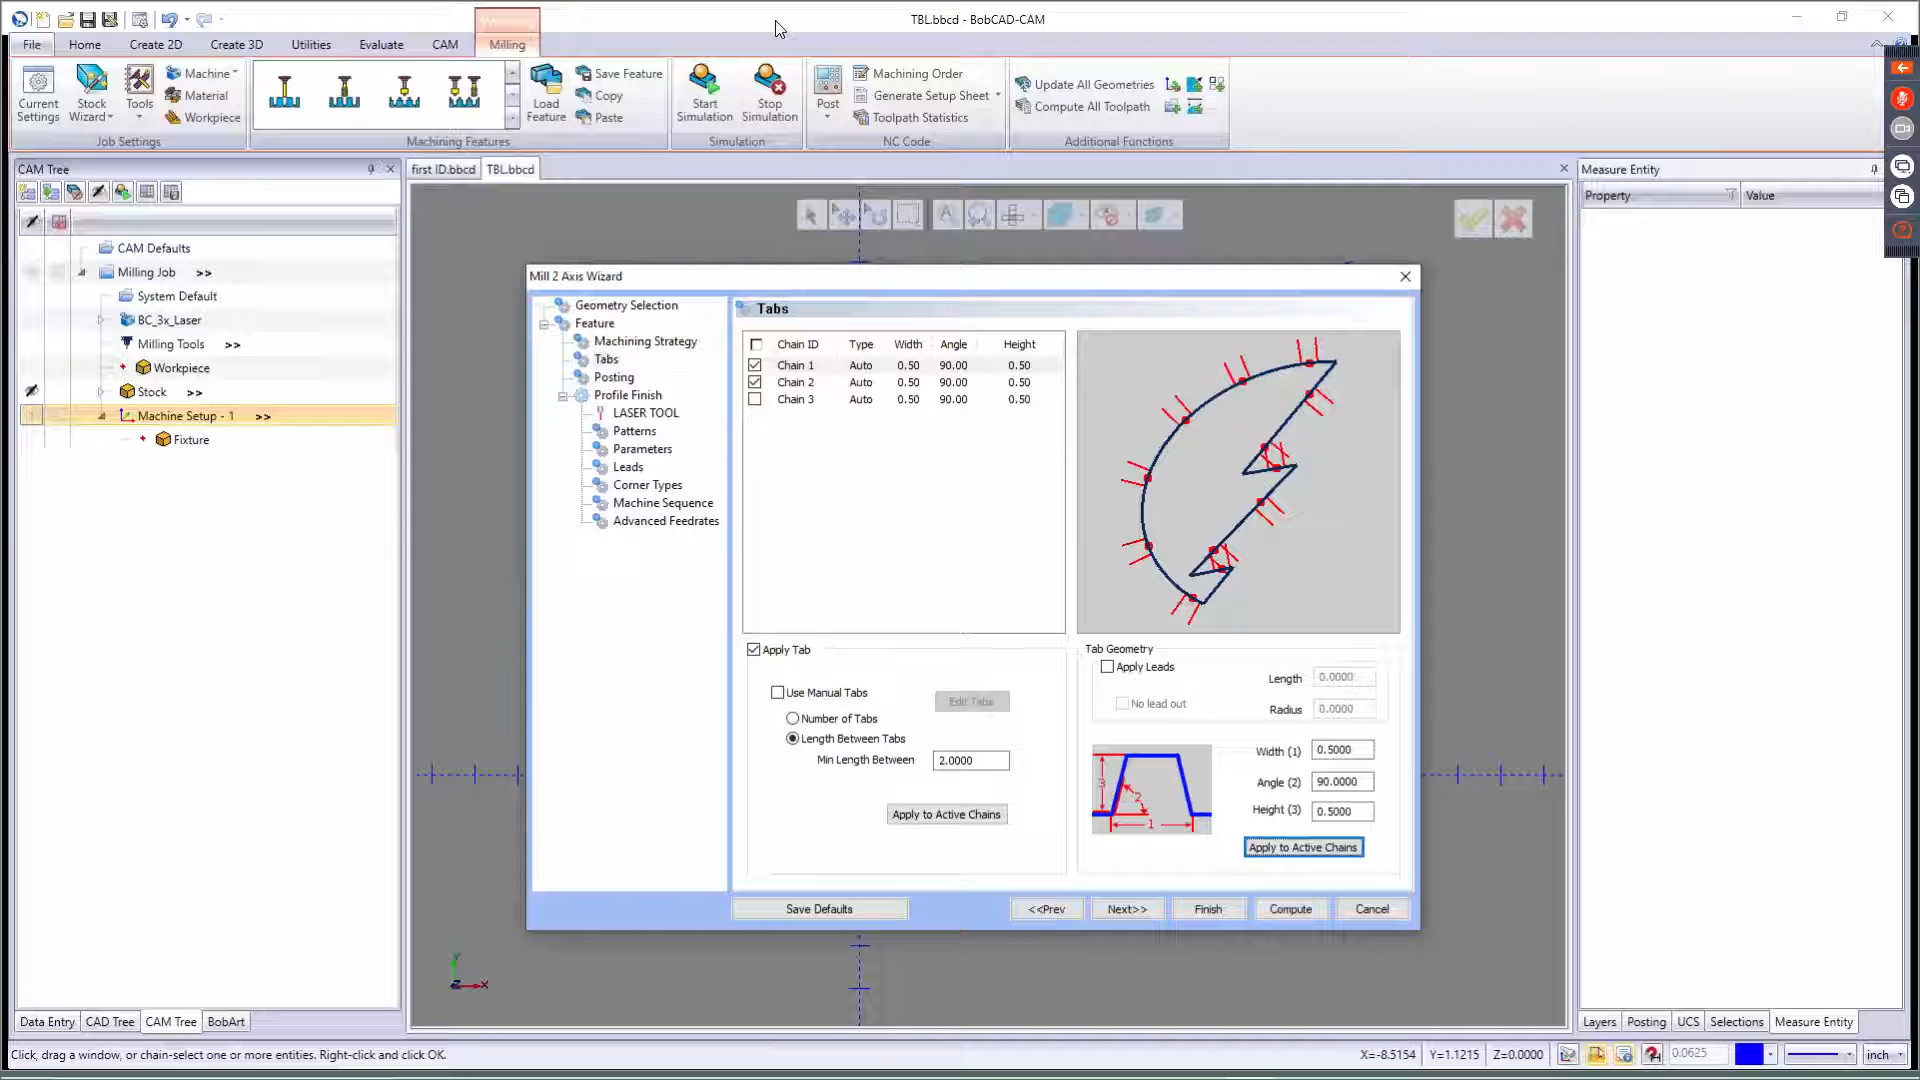 TBL.bbcd - BobCAD-CAM
File Home Create 2D Create 3D Utilities Evaluate CAM Milling
Current Settings
Stock Wizard
Tools
Machine
Material
Workpiece
Job Settings
Machining Features
Load Feature
Save Feature
Copy
Paste
Start Simulation
Stop Simulation
Simulation
Post
Machining Order
Generate Setup Sheet
Toolpath Statistics
NC Code
Update All Geometries
Compute All Toolpath
Additional Functions
CAM Tree
first ID.bbcd TBL.bbcd
Measure Entity
Property Value
CAM Defaults
Milling Job >>
System Default
BC_3x_Laser
Milling Tools >>
Workpiece
Stock >>
Machine Setup - 1 >>
Fixture
Mill 2 Axis Wizard
Geometry Selection
Feature
Machining Strategy
Tabs
Posting
Profile Finish
LASER TOOL
Patterns
Parameters
Leads
Corner Types
Machine Sequence
Advanced Feedrates
Tabs
Chain ID Type Width Angle Height
Chain 1 Auto 0.50 90.00 0.50
Chain 2 Auto 0.50 90.00 0.50
Chain 3 Auto 0.50 90.00 0.50
Apply Tab
Use Manual Tabs
Edit Tabs
Number of Tabs
Length Between Tabs
Min Length Between 2.0000
Apply to Active Chains
Tab Geometry
Apply Leads
Length 0.0000
No lead out
Radius 0.0000
3
2
1
Width (1) 0.5000
Angle (2) 90.0000
Height (3) 0.5000
Apply to Active Chains
Save Defaults <<Prev Next>> Finish Compute Cancel
Y
Z X
Data Entry CAD Tree CAM Tree BobArt
Layers Posting UCS Selections Measure Entity
Click, drag a window, or chain-select one or more entities. Right-click and click OK.
X=-8.5154 Y=1.1215 Z=0.0000 0.0625 inch